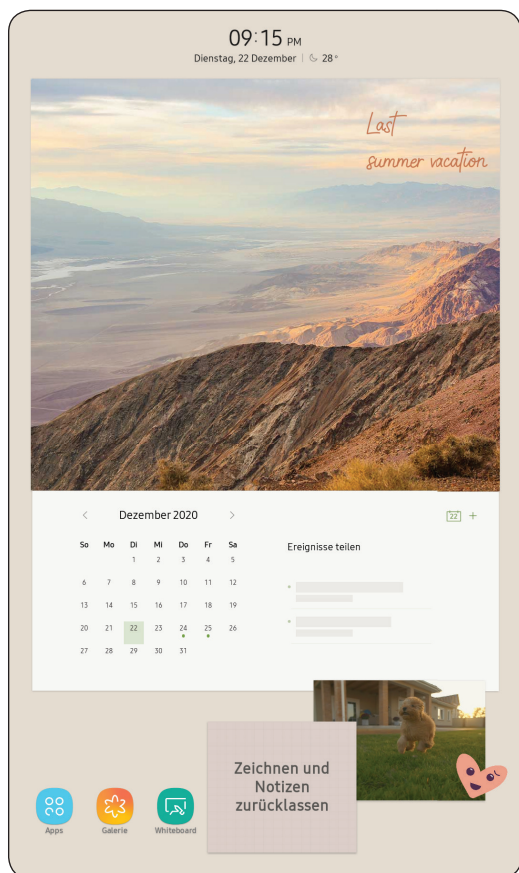 09:15 PM
Dienstag, 22 Dezember | 28°
Last
summer vacation
< Dezember 2020 >
22 +
So Mo Di Mi Do Fr Sa
Ereignisse teilen
1 2 3 4 5
6 7 8 9 10 11 12
13 14 15 16 17 18 19
20 21 22 23 24 25 26
27 28 29 30 31
Zeichnen und
Notizen
zurücklassen
Apps Galerie Whiteboard